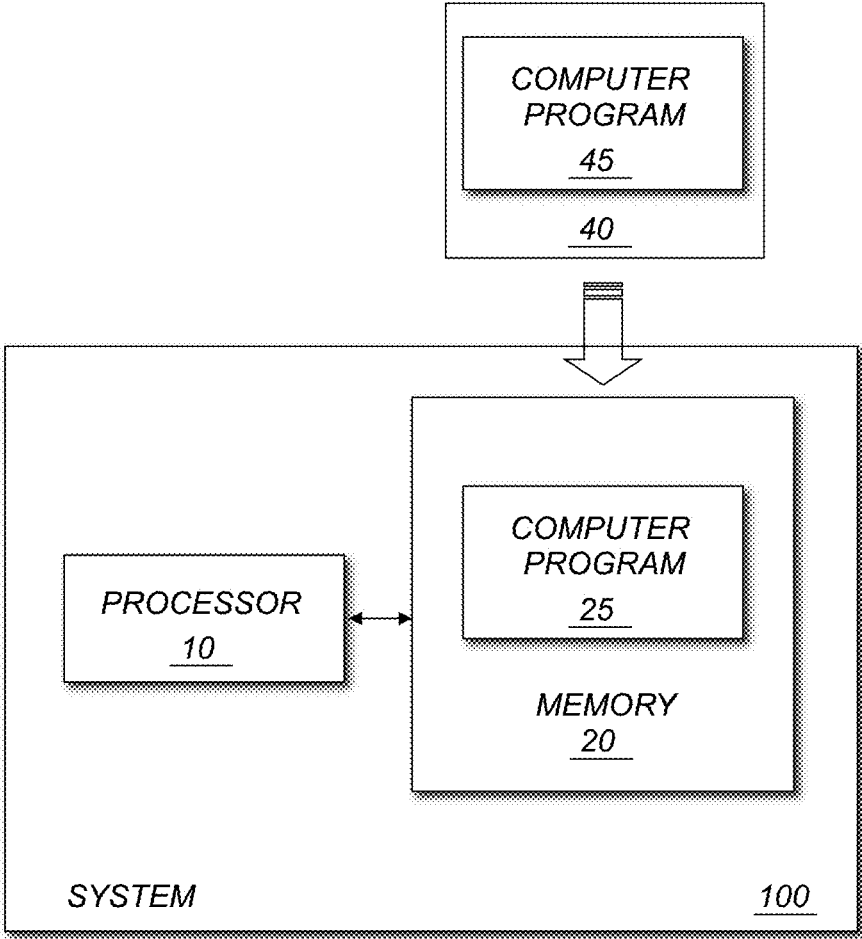 COMPUTER
PROGRAM
45
40
COMPUTER
PROGRAM
25
PROCESSOR
10
MEMORY
20
SYSTEM
100